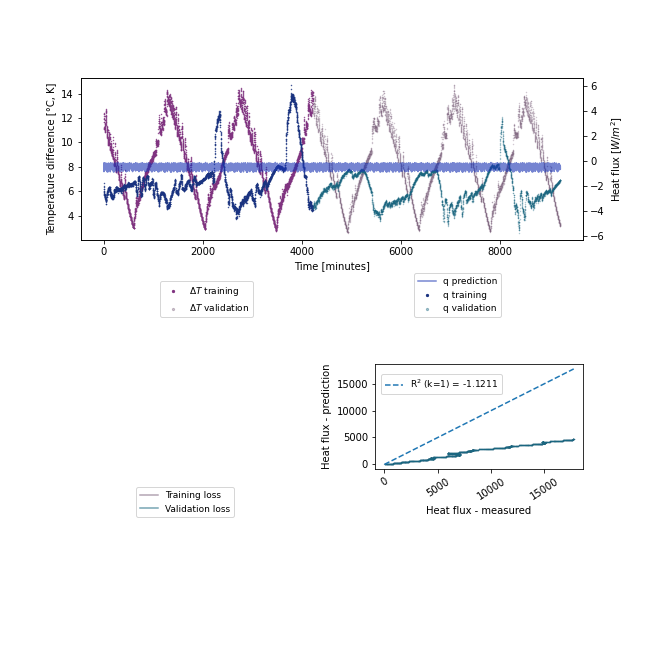 14
12
10
8
6
4
Temperature difference [°C, K]
6
4
2
0
−2
−4
−6
Heat flux [W/m²]
0
2000
4000
6000
8000
Time [minutes]
ΔT training
ΔT validation
q prediction
q training
q validation
Heat flux - prediction
15000
10000
5000
0
R² (k=1) = -1.1211
0
5000
10000
15000
Heat flux - measured
Training loss
Validation loss